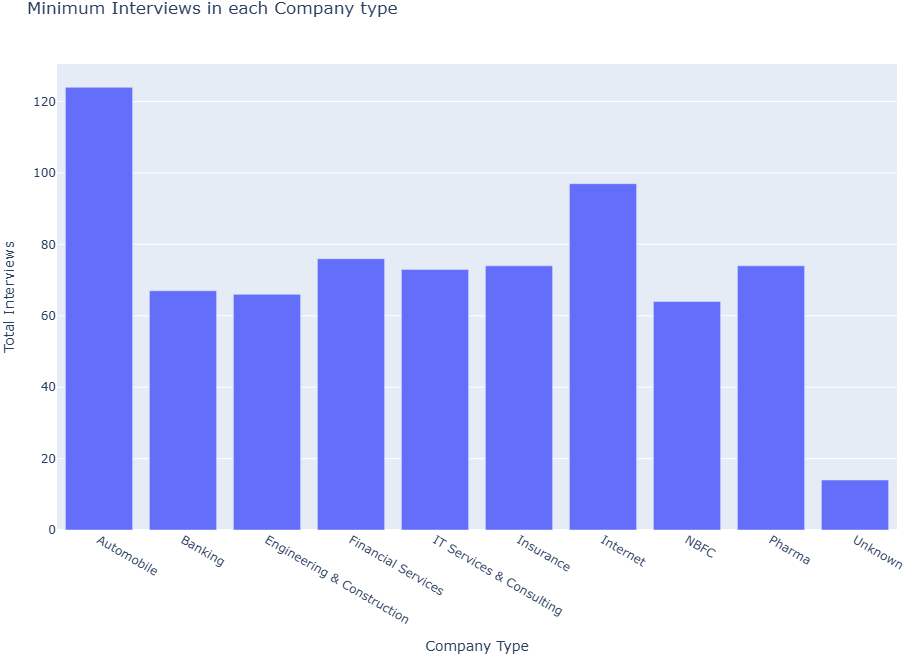 Minimum Interviews in each Company type
Total Interviews
120
100
80
60
40
20
0
Automobile
Banking
Engineering & Construction
Financial Services
IT Services & Consulting
Insurance
Internet
NBFC
Pharma
Unknown
Company Type